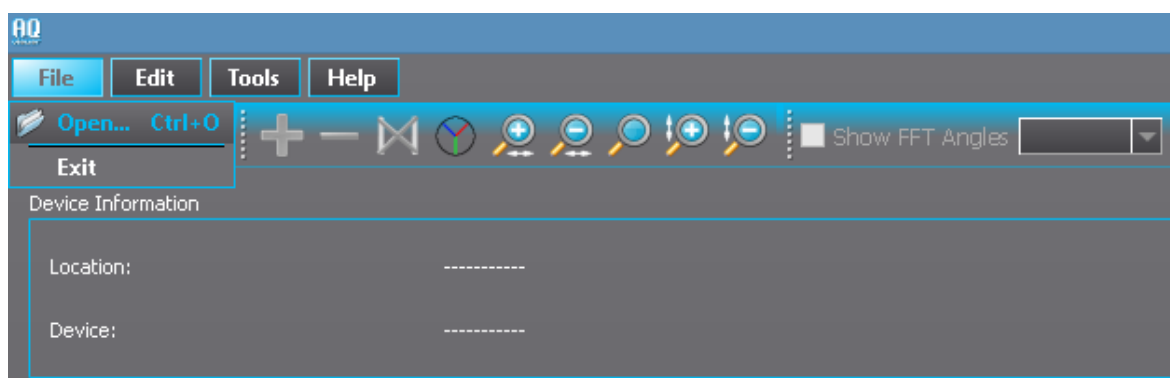 AQ
File Edit Tools Help
Open... Ctrl+O
Show FFT Angles
Exit
Device Information
Location: -----------
Device: -----------